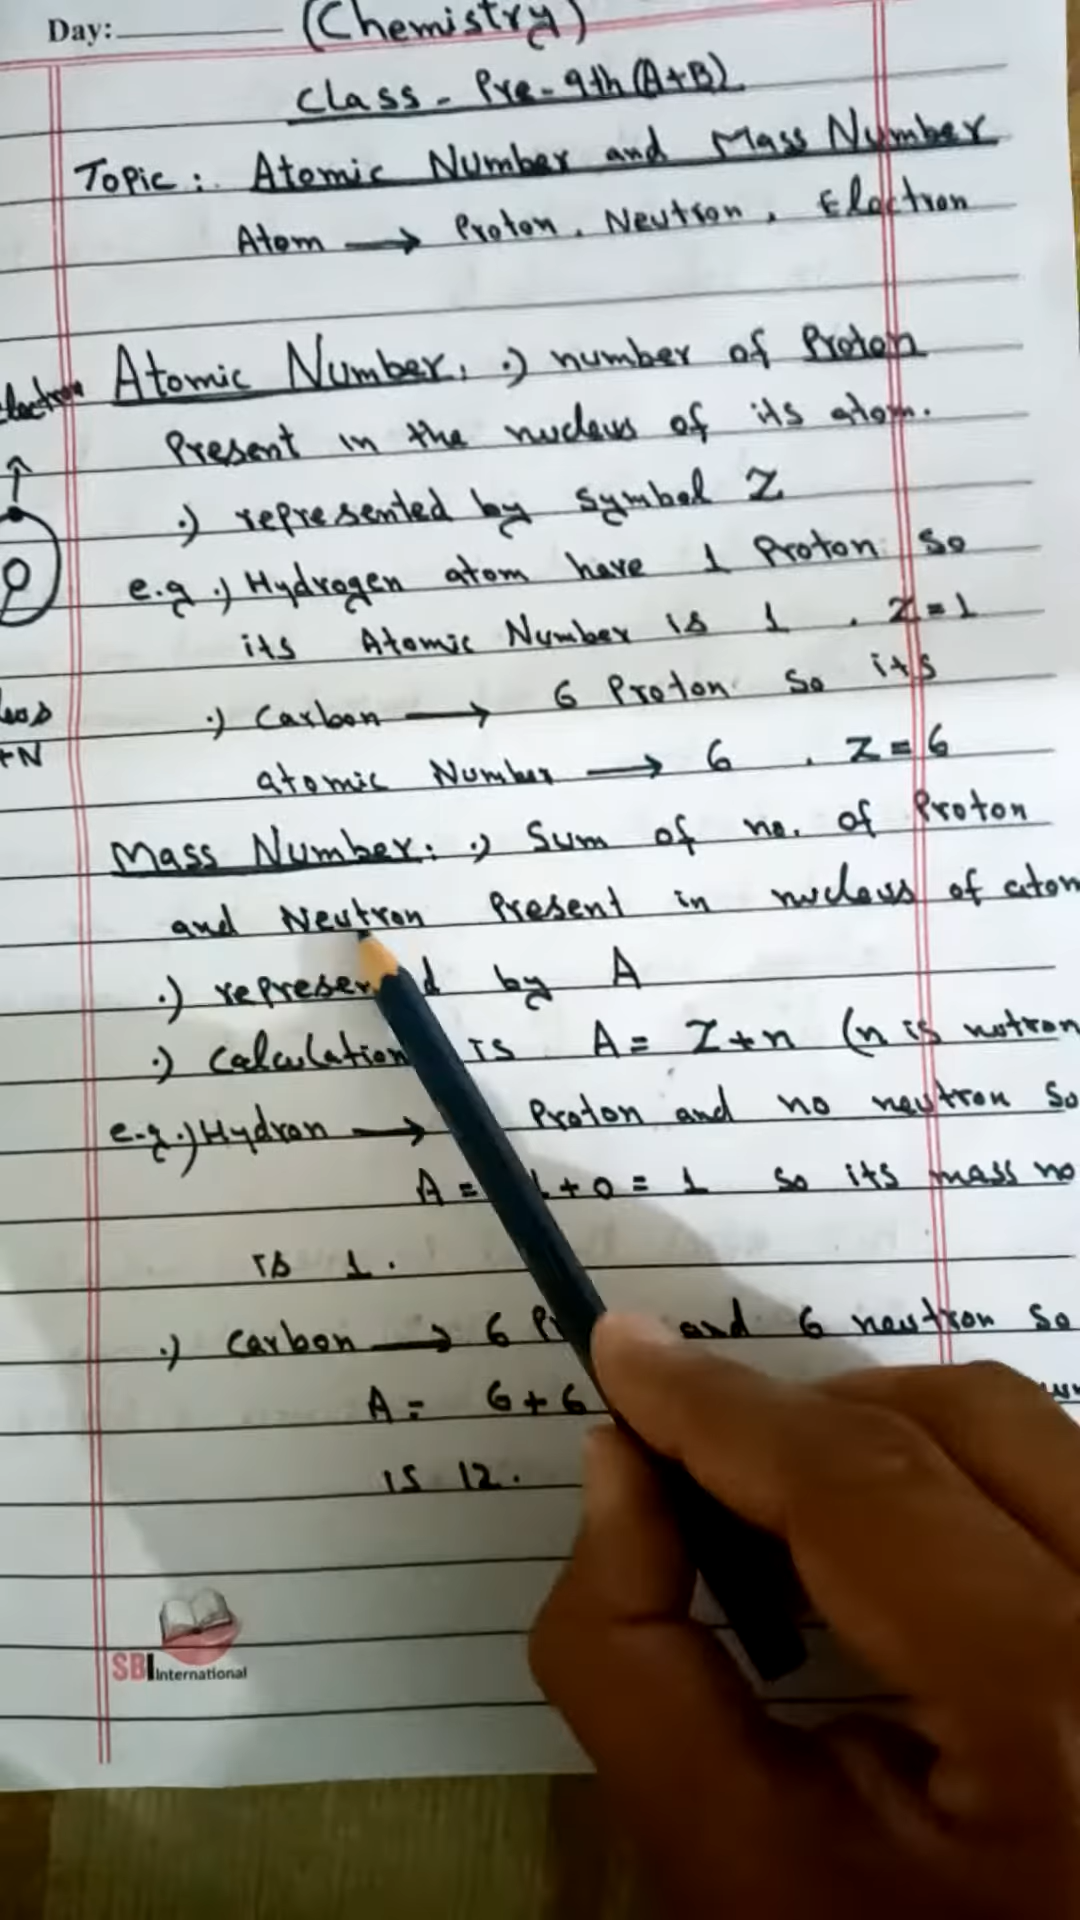 Day:
(Chemistry)
Class - Pre-9th (A+B)
Topic: Atomic Number and Mass Number
Atom → Proton, Neutron, Electron
Atomic Number: .) number of Proton
Present in the nucleus of its atom.
.) represented by symbol Z
e.g .) Hydrogen atom have 1 Proton so
its Atomic Number is 1 . Z=1
.) Carbon → 6 Proton so its
atomic Number → 6 . Z=6
Mass Number: .) Sum of no. of Proton
and Neutron Present in nucleus of atom
.) by A
.) Calculation is A= Z+n (n is nutron
e.g .) Hydron → Proton and no neutron so
A = 1+0 = 1 so its mass no
is 1.
.) Carbon → 6 and 6 neutron so
A= 6+6
is 12.
+N
SBI International